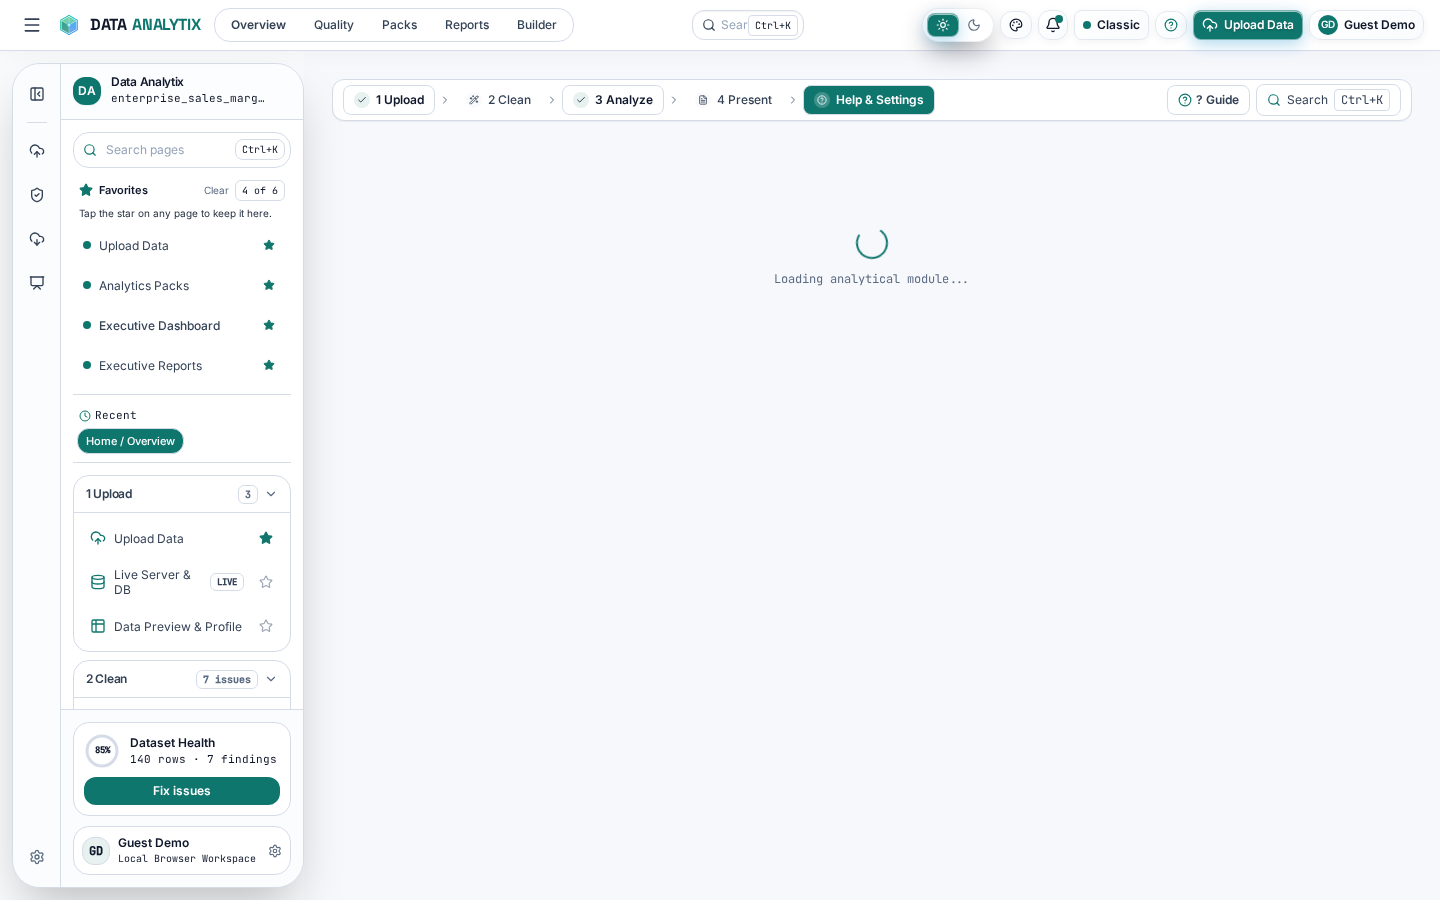 DATA ANALYTIX
Overview
Quality
Packs
Reports
Builder
Sear
Ctrl+K
Classic
Upload Data
GD
Guest Demo
DA
Data Analytix
enterprise_sales_marg…
Search pages
Ctrl+K
Favorites
Clear
4 of 6
Tap the star on any page to keep it here.
Upload Data
Analytics Packs
Executive Dashboard
Executive Reports
Recent
Home / Overview
1 Upload
3
Upload Data
Live Server &
DB
LIVE
Data Preview & Profile
2 Clean
7 issues
85%
Dataset Health
140 rows · 7 findings
Fix issues
GD
Guest Demo
Local Browser Workspace
1 Upload
2 Clean
3 Analyze
4 Present
Help & Settings
? Guide
Search
Ctrl+K
Loading analytical module...